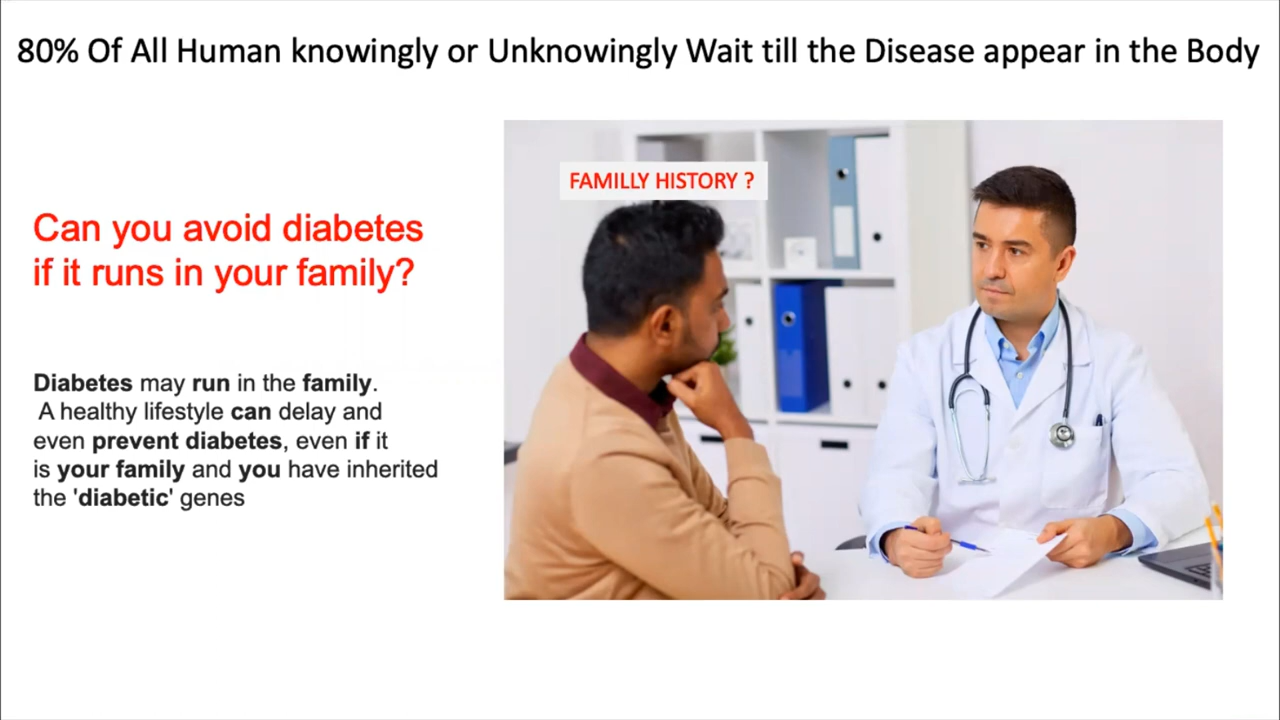 80% Of All Human knowingly or Unknowingly Wait till the Disease appear in the Body
FAMILLY HISTORY ?
Can you avoid diabetes
if it runs in your family?
Diabetes may run in the family.
A healthy lifestyle can delay and
even prevent diabetes, even if it
is your family and you have inherited
the 'diabetic' genes